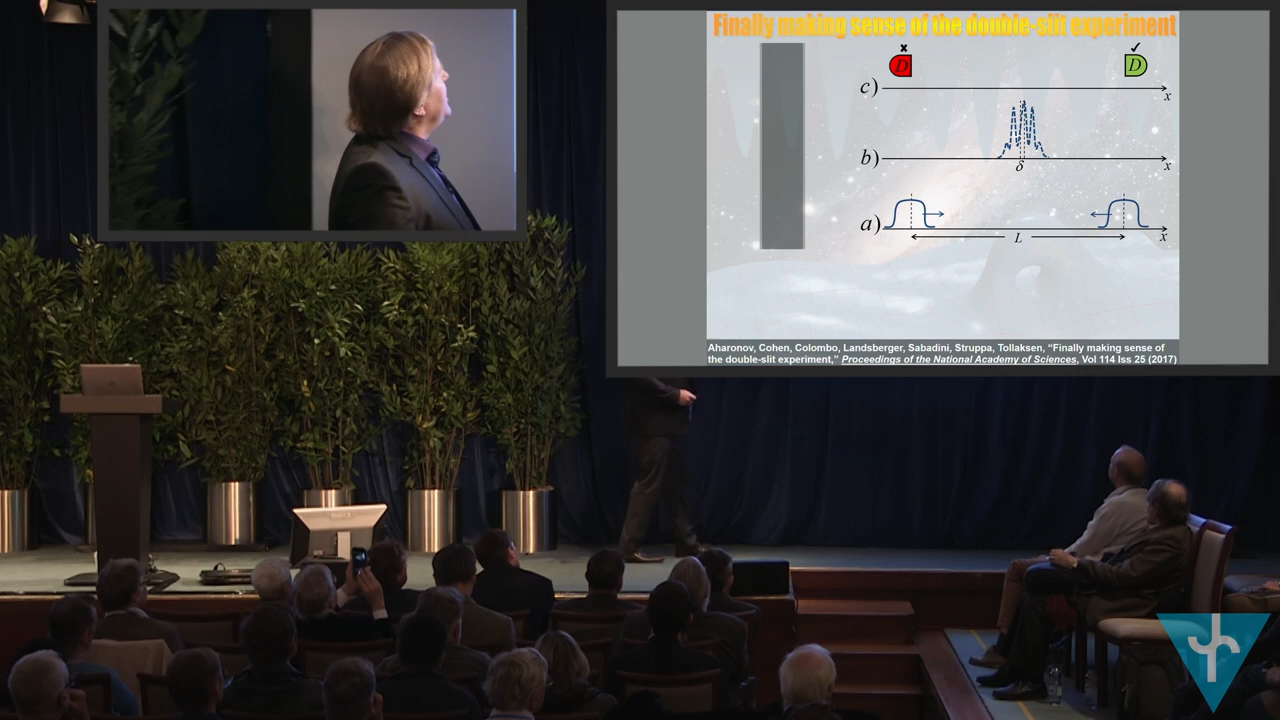 Finally making sense of the double-slit experiment
D
D
c)
x
b)
δ
x
a)
L
x
Aharonov, Cohen, Colombo, Landsberger, Sabadini, Struppa, Tollaksen, “Finally making sense of
the double-slit experiment,” Proceedings of the National Academy of Sciences, Vol 114 Iss 25 (2017)